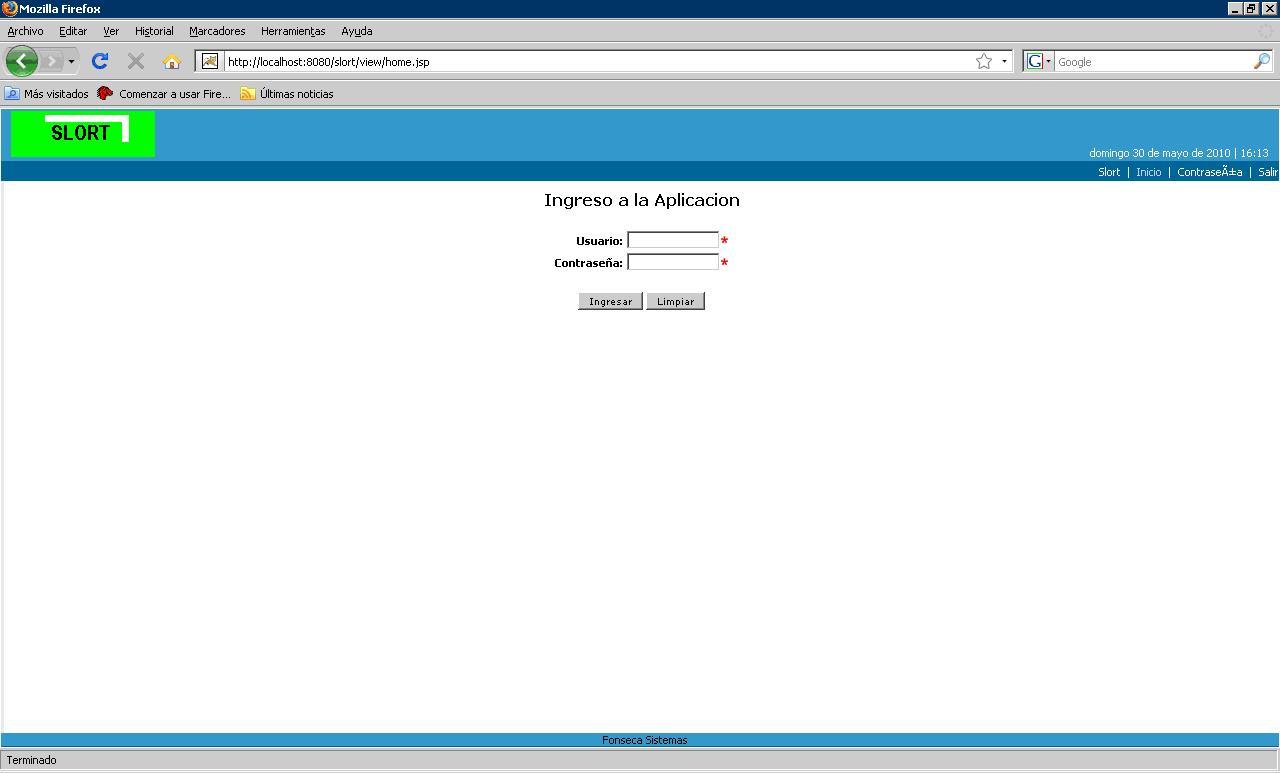 Mozilla Firefox
Archivo Editar Ver Historial Marcadores Herramientas Ayuda
http://localhost:8080/slort/view/home.jsp
G Google
Más visitados Comenzar a usar Fire... Últimas noticias
SLORT
domingo 30 de mayo de 2010 | 16:13
Slort | Inicio | ContraseÃ±a | Salir
Ingreso a la Aplicacion
Usuario: *
Contraseña: *
Ingresar Limpiar
Fonseca Sistemas
Terminado